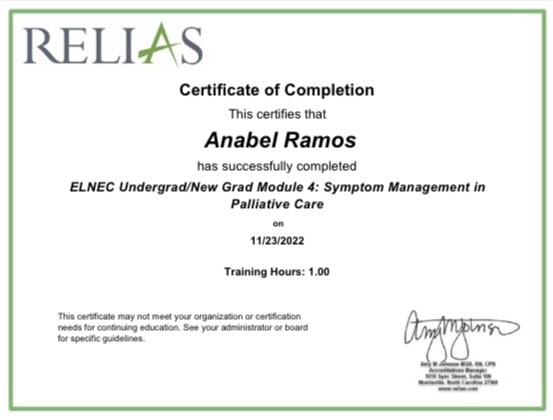 RELIAS
Certificate of Completion
This certifies that
Anabel Ramos
has successfully completed
ELNEC Undergrad/New Grad Module 4: Symptom Management in
Palliative Care
on
11/23/2022
Training Hours: 1.00
This certificate may not meet your organization or certification
needs for continuing education. See your administrator or board
for specific guidelines.
Amy M Johnson MSN, RN, CPN
Accreditations Manager
1010 Sync Street, Suite 100
Morrisville, North Carolina 27560
www.relias.com